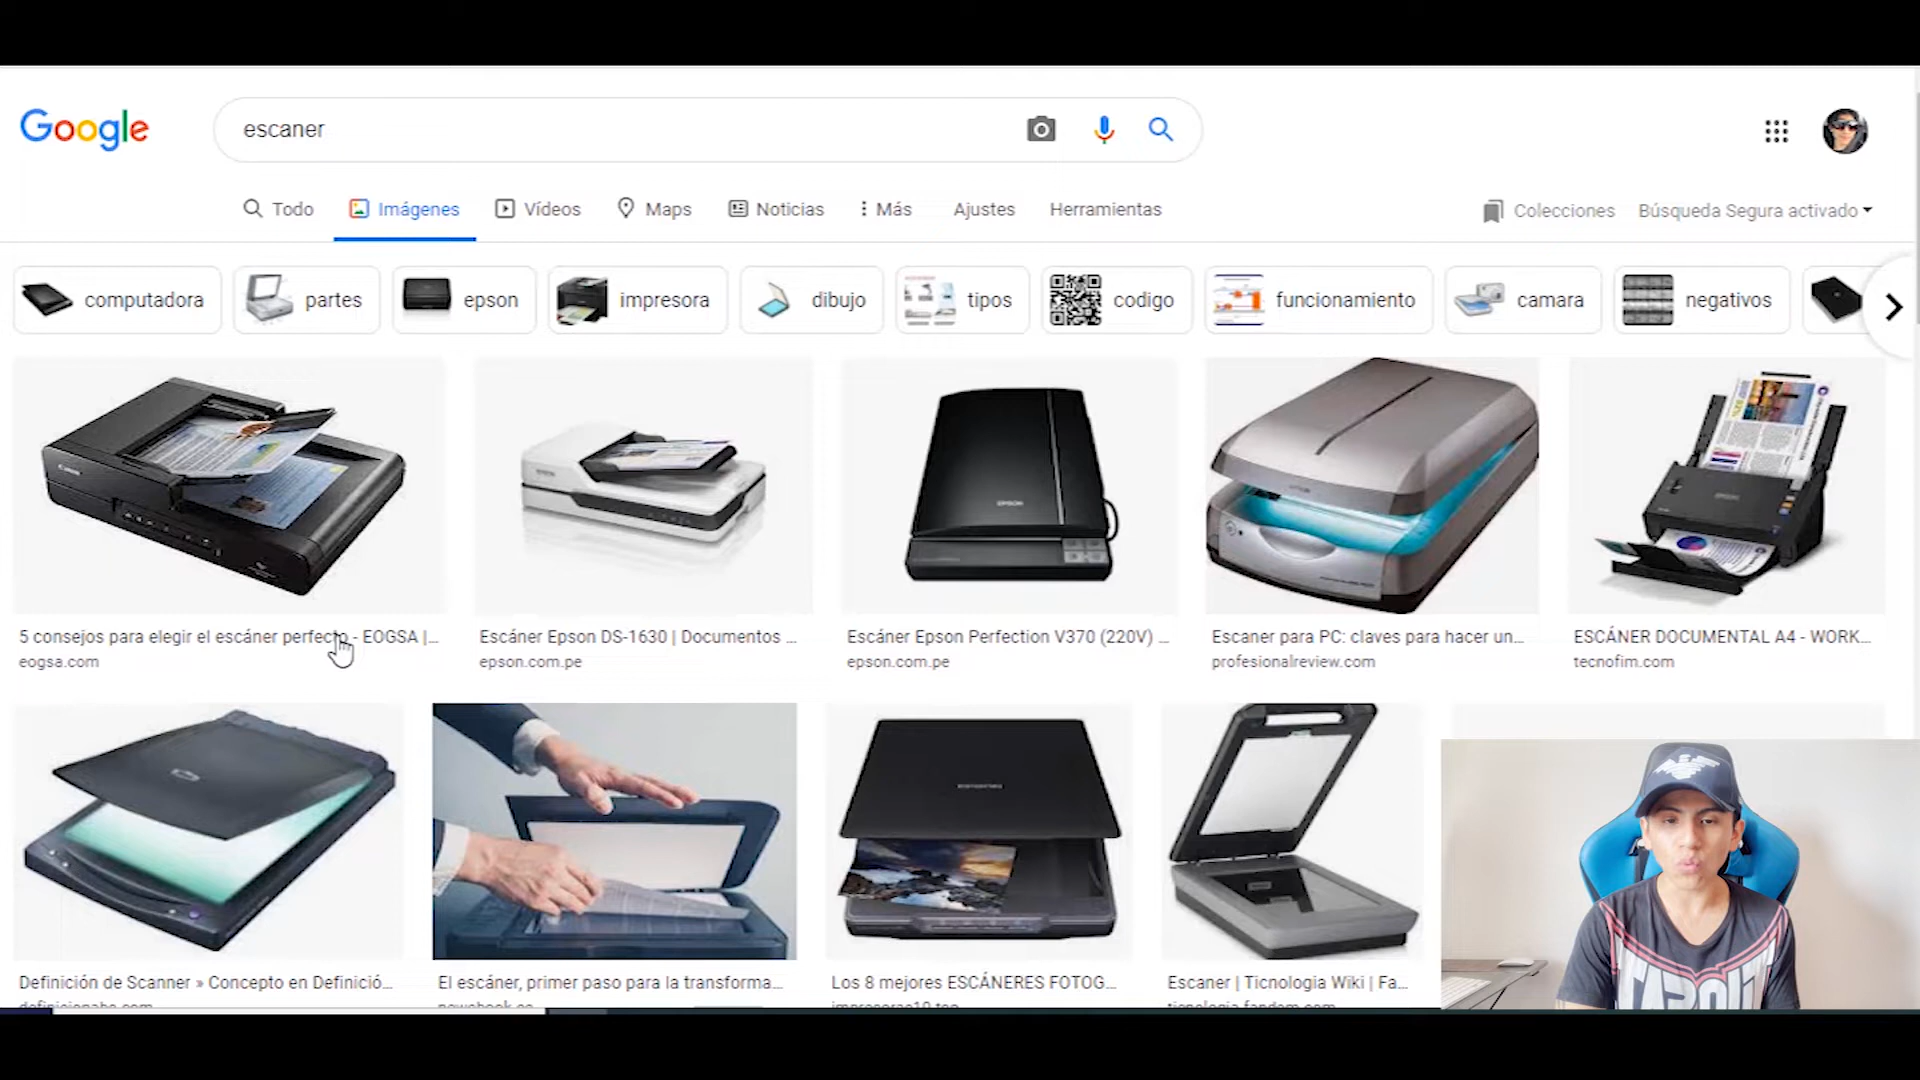 Google
escaner
Todo
Imágenes
Vídeos
Maps
Noticias
Más
Ajustes
Herramientas
Colecciones
Búsqueda Segura activado
computadora
partes
epson
impresora
dibujo
tipos
codigo
funcionamiento
camara
negativos
5 consejos para elegir el escáner perfecto - EOGSA |...
eogsa.com
Escáner Epson DS-1630 | Documentos ...
epson.com.pe
Escáner Epson Perfection V370 (220V) ...
epson.com.pe
Escaner para PC: claves para hacer un...
profesionalreview.com
ESCÁNER DOCUMENTAL A4 - WORK...
tecnofim.com
Definición de Scanner » Concepto en Definició...
El escáner, primer paso para la transforma...
Los 8 mejores ESCÁNERES FOTOG...
Escaner | Ticnologia Wiki | Fa...